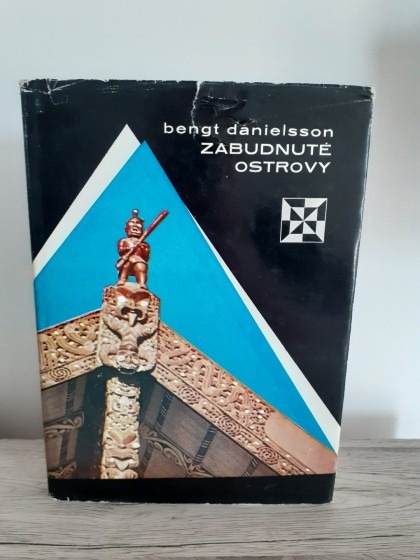 bengt danielsson
ZABUDNUTÉ
OSTROVY